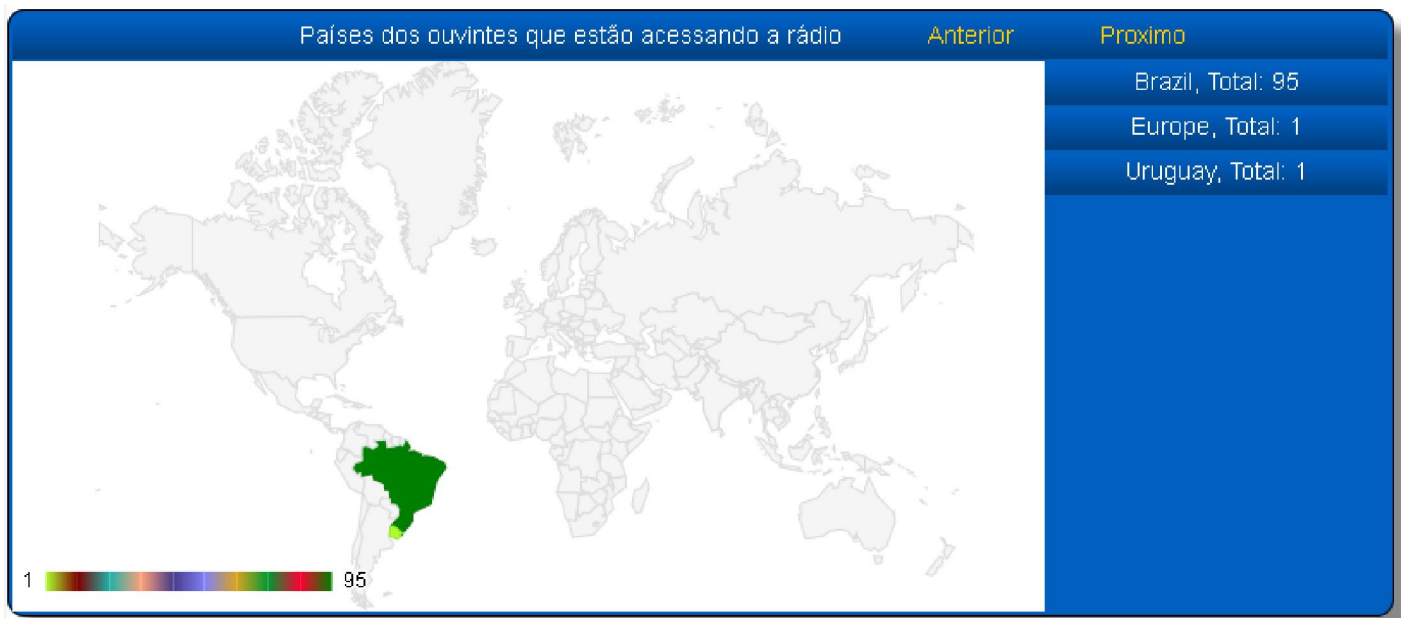 Países dos ouvintes que estão acessando a rádio Anterior Proximo
Brazil, Total: 95
Europe, Total: 1
Uruguay, Total: 1
1 95